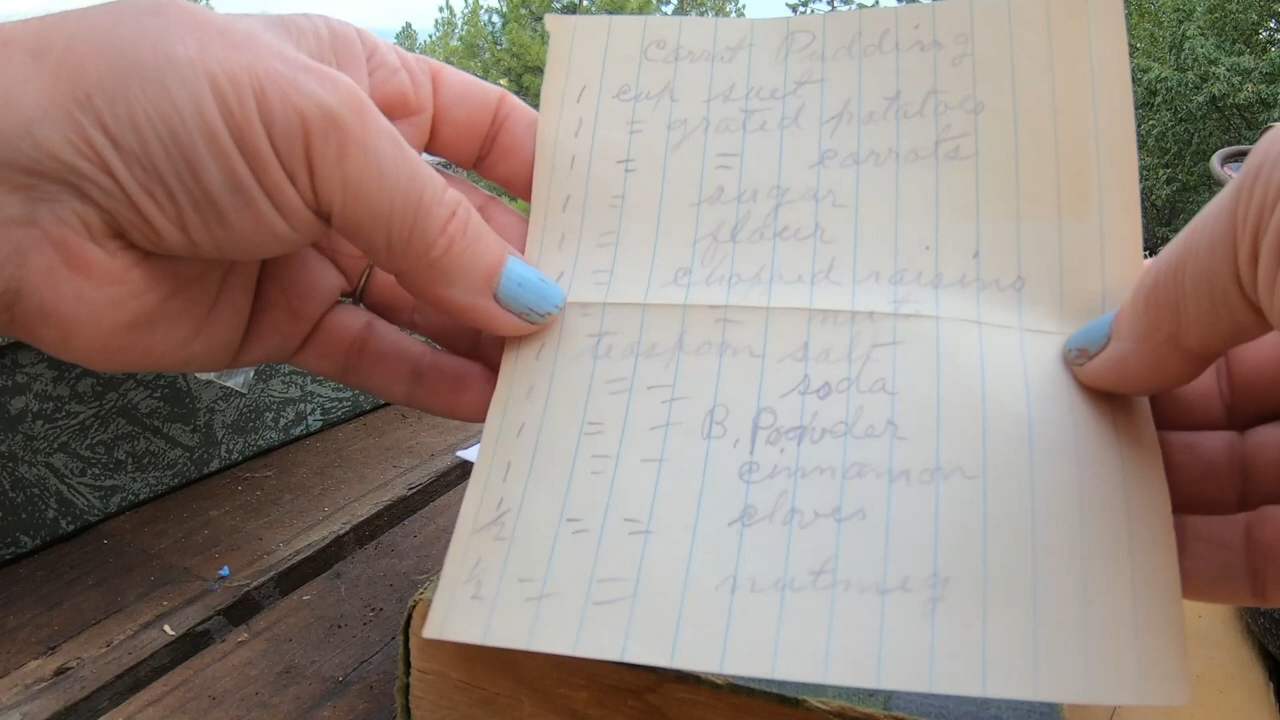 Carrot Pudding
1 cup suet
1 = grated potatoes
1 = = carrots
1 = sugar
1 = flour
1 = choped raisins
1 teaspoon salt
1 = = soda
1 = - B. Powder
1 = - cinnamon
1/2 = = cloves
1/2 = = nutmeg